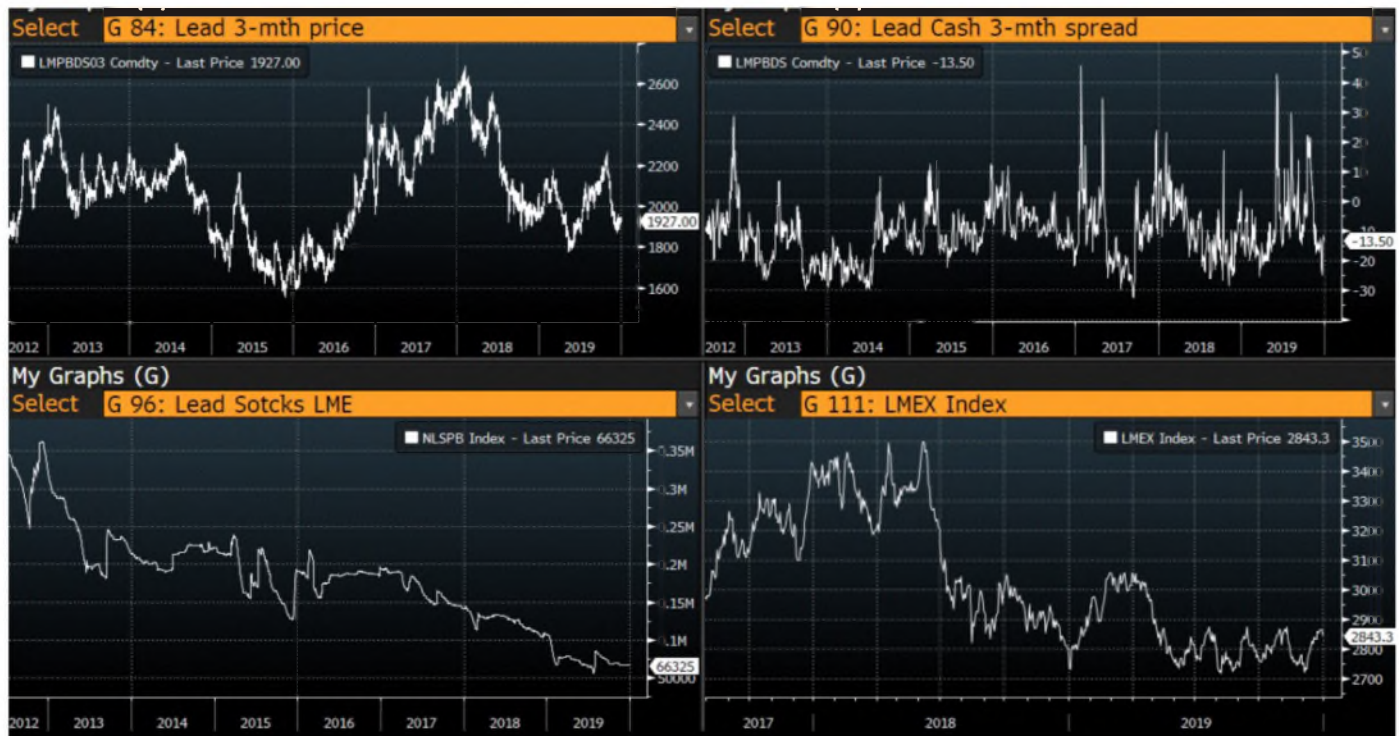 Select G 84: Lead 3-mth price
LMPBDS03 Comdty - Last Price 1927.00
2600
2400
2200
2000
1927.00
1800
1600
2012 2013 2014 2015 2016 2017 2018 2019
Select G 90: Lead Cash 3-mth spread
LMPBDS Comdty - Last Price -13.50
50
40
30
20
10
0
-10
-13.50
-20
-30
2012 2013 2014 2015 2016 2017 2018 2019
My Graphs (G)
Select G 96: Lead Sotcks LME
NLSPB Index - Last Price 66325
0.35M
0.3M
0.25M
0.2M
0.15M
0.1M
66325
50000
2012 2013 2014 2015 2016 2017 2018 2019
My Graphs (G)
Select G 111: LMEX Index
LMEX Index - Last Price 2843.3
3500
3400
3300
3200
3100
3000
2900
2843.3
2800
2700
2017 2018 2019